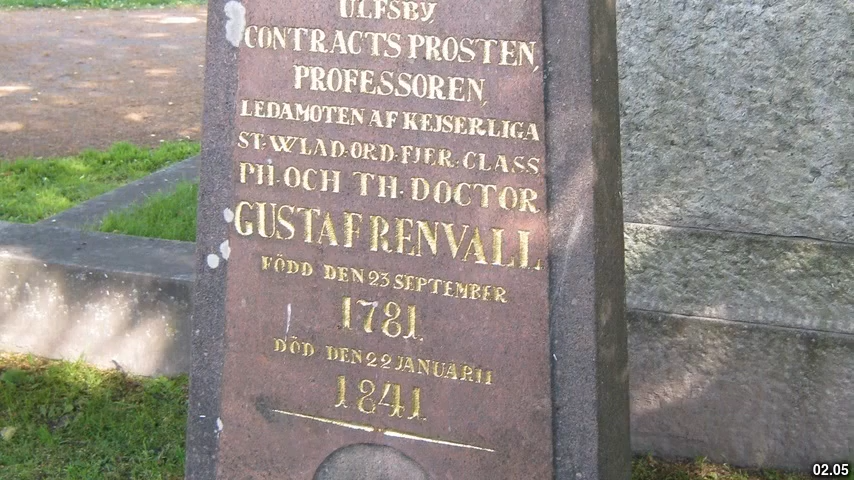 ULFSBY,
CONTRACTS PROSTEN,
PROFESSOREN,
LEDAMOTEN AF KEJSERLIGA
ST. WLAD. ORD. FJER. CLASS
PH. OCH TH. DOCTOR
GUSTAF RENVALL
FÖDD DEN 23 SEPTEMBER
1781,
DÖD DEN 22 JANUARII
1841
02.05